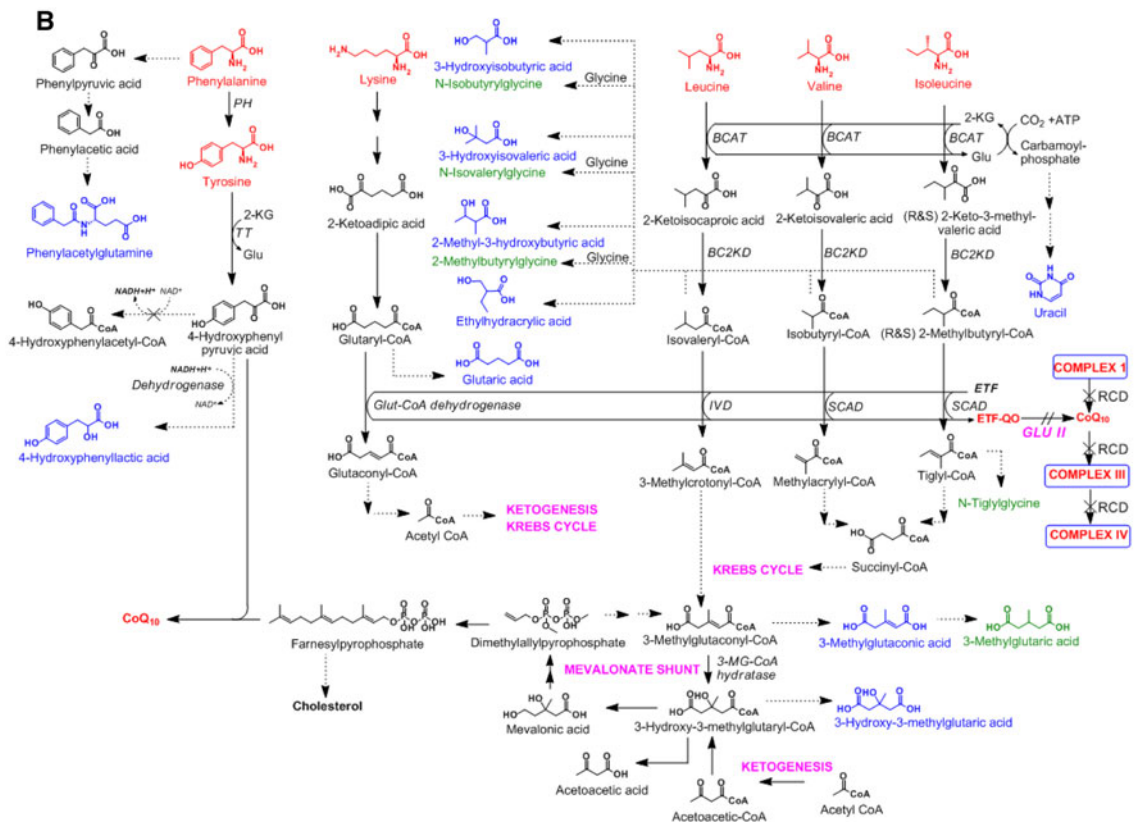 B
Phenylpyruvic acid
Phenylalanine
Lysine
3-Hydroxyisobutyric acid
N-Isobutyrylglycine
Glycine
Leucine
Valine
Isoleucine
PH
Phenylacetic acid
Tyrosine
3-Hydroxyisovaleric acid
N-Isovalerylglycine
Glycine
BCAT
BCAT
BCAT
2-KG
CO2 +ATP
Glu
Carbamoyl-
phosphate
2-Ketoadipic acid
2-Ketoisocaproic acid
2-Ketoisovaleric acid
(R&S) 2-Keto-3-methyl-
valeric acid
2-KG
TT
Glu
Phenylacetylglutamine
2-Methyl-3-hydroxybutyric acid
2-Methylbutyrylglycine
Glycine
BC2KD
BC2KD
BC2KD
Uracil
NADH+H+
NAD+
4-Hydroxyphenylacetyl-CoA
4-Hydroxyphenyl
pyruvic acid
Glutaryl-CoA
Ethylhydracrylic acid
Isovaleryl-CoA
Isobutyryl-CoA
(R&S) 2-Methylbutyryl-CoA
Glutaric acid
NADH+H+
Dehydrogenase
NAD+
4-Hydroxyphenyllactic acid
Glut-CoA dehydrogenase
IVD
SCAD
SCAD
ETF
ETF-QO
GLU II
CoQ10
COMPLEX 1
RCD
RCD
COMPLEX III
RCD
COMPLEX IV
Glutaconyl-CoA
3-Methylcrotonyl-CoA
Methylacrylyl-CoA
Tiglyl-CoA
N-Tiglylglycine
Acetyl CoA
KETOGENESIS
KREBS CYCLE
KREBS CYCLE
Succinyl-CoA
CoQ10
Farnesylpyrophosphate
Dimethylallylpyrophosphate
3-Methylglutaconyl-CoA
3-Methylglutaconic acid
3-Methylglutaric acid
MEVALONATE SHUNT
3-MG-CoA
hydratase
Cholesterol
Mevalonic acid
3-Hydroxy-3-methylglutaryl-CoA
3-Hydroxy-3-methylglutaric acid
Acetoacetic acid
KETOGENESIS
Acetoacetic-CoA
Acetyl CoA